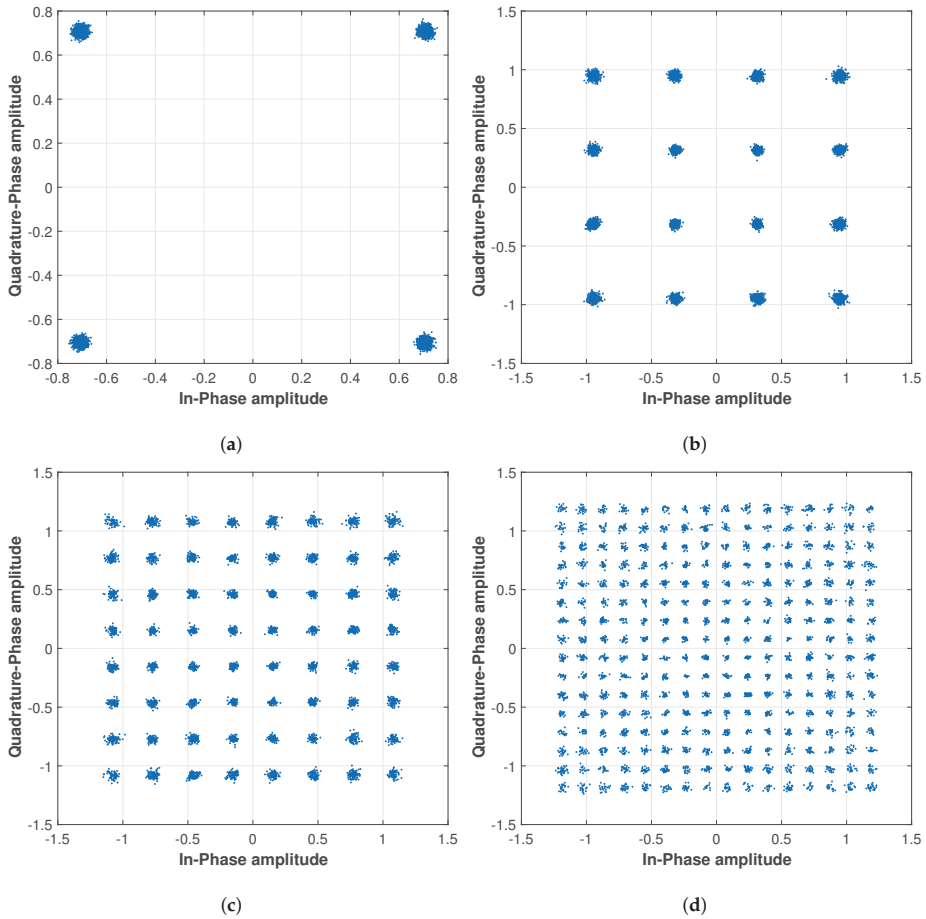 0.8
0.6
0.4
0.2
0
-0.2
-0.4
-0.6
-0.8
Quadrature-Phase amplitude
-0.8 -0.6 -0.4 -0.2 0 0.2 0.4 0.6 0.8
In-Phase amplitude
(a)
1.5
1
0.5
0
-0.5
-1
-1.5
Quadrature-Phase amplitude
-1.5 -1 -0.5 0 0.5 1 1.5
In-Phase amplitude
(b)
1.5
1
0.5
0
-0.5
-1
-1.5
Quadrature-Phase amplitude
-1.5 -1 -0.5 0 0.5 1 1.5
In-Phase amplitude
(c)
1.5
1
0.5
0
-0.5
-1
-1.5
Quadrature-Phase amplitude
-1.5 -1 -0.5 0 0.5 1 1.5
In-Phase amplitude
(d)